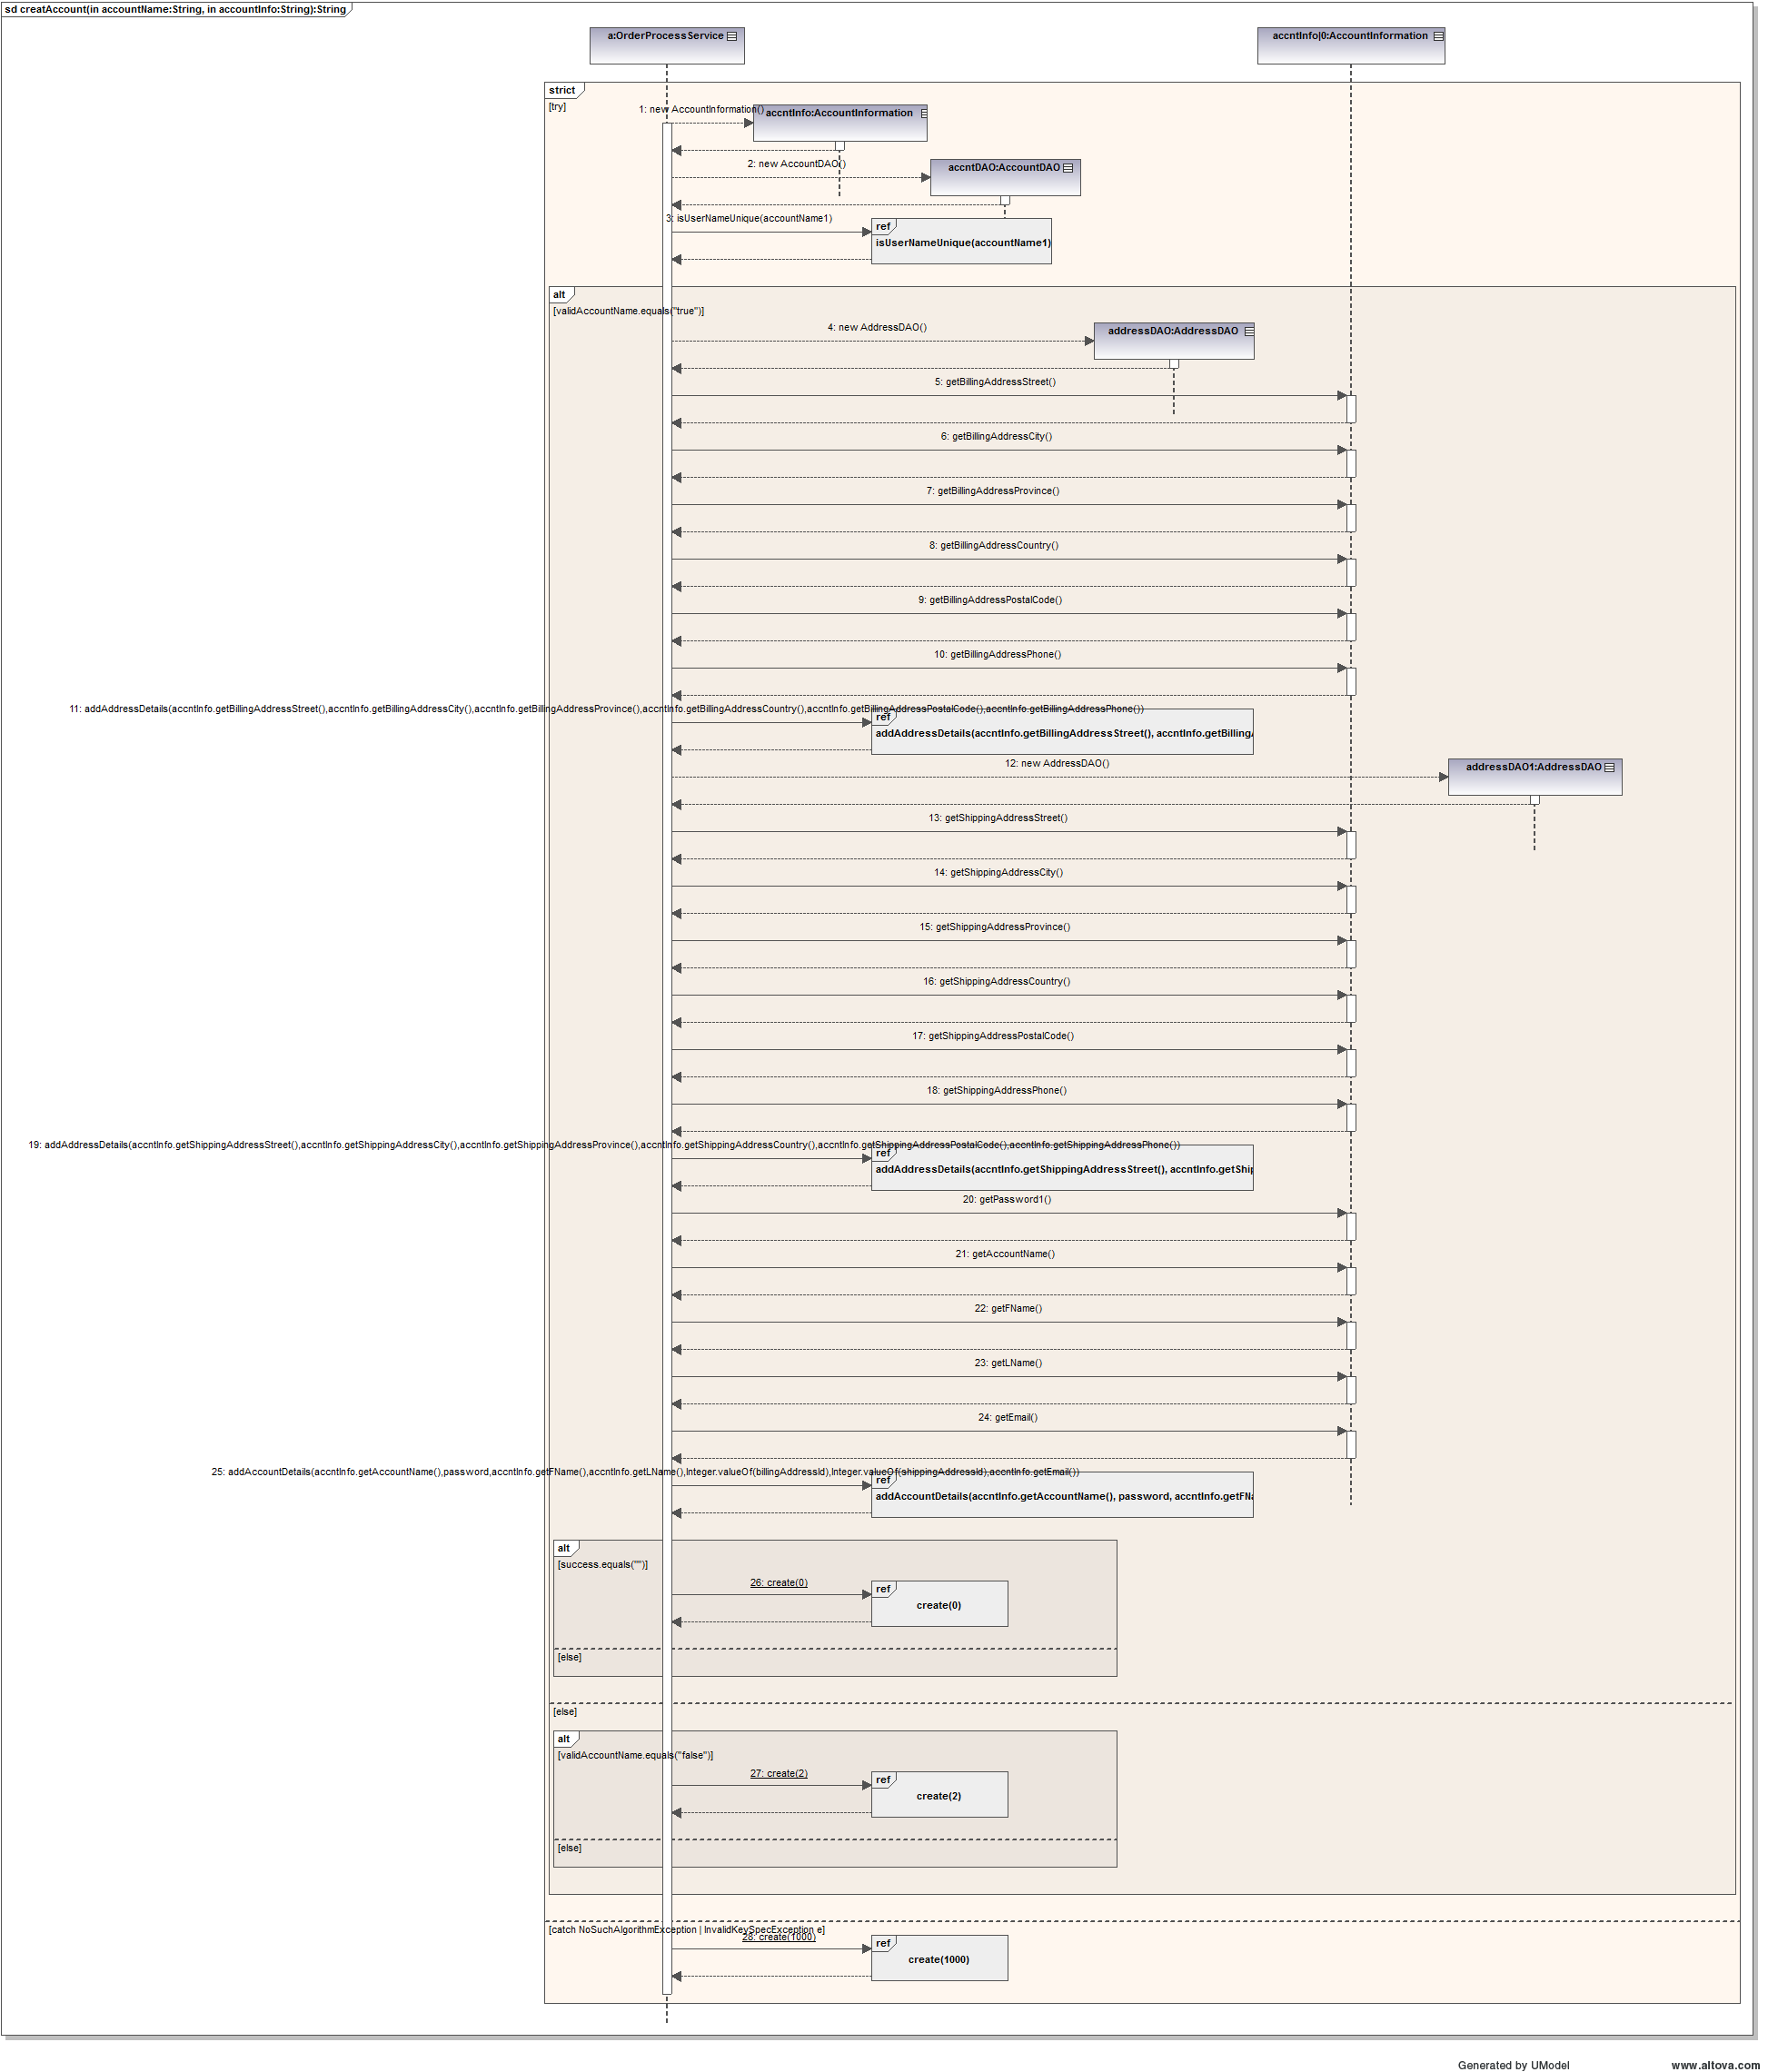 sd creatAccount(in accountName:String, in accountInfo:String):String
a:OrderProcessService
accntInfo|0:AccountInformation
strict
[try]
1: new AccountInformation()
accntInfo:AccountInformation
2: new AccountDAO()
accntDAO:AccountDAO
3: isUserNameUnique(accountName1)
ref
isUserNameUnique(accountName1)
alt
[validAccountName.equals("true")]
4: new AddressDAO()
addressDAO:AddressDAO
5: getBillingAddressStreet()
6: getBillingAddressCity()
7: getBillingAddressProvince()
8: getBillingAddressCountry()
9: getBillingAddressPostalCode()
10: getBillingAddressPhone()
11: addAddressDetails(accntInfo.getBillingAddressStreet(),accntInfo.getBillingAddressCity(),accntInfo.getBillingAddressProvince(),accntInfo.getBillingAddressCountry(),accntInfo.getBillingAddressPostalCode(),accntInfo.getBillingAddressPhone())
ref
addAddressDetails(accntInfo.getBillingAddressStreet(), accntInfo.getBillingA
12: new AddressDAO()
addressDAO1:AddressDAO
13: getShippingAddressStreet()
14: getShippingAddressCity()
15: getShippingAddressProvince()
16: getShippingAddressCountry()
17: getShippingAddressPostalCode()
18: getShippingAddressPhone()
19: addAddressDetails(accntInfo.getShippingAddressStreet(),accntInfo.getShippingAddressCity(),accntInfo.getShippingAddressProvince(),accntInfo.getShippingAddressCountry(),accntInfo.getShippingAddressPostalCode(),accntInfo.getShippingAddressPhone())
ref
addAddressDetails(accntInfo.getShippingAddressStreet(), accntInfo.getShip
20: getPassword1()
21: getAccountName()
22: getFName()
23: getLName()
24: getEmail()
25: addAccountDetails(accntInfo.getAccountName(),password,accntInfo.getFName(),accntInfo.getLName(),Integer.valueOf(billingAddressId),Integer.valueOf(shippingAddressId),accntInfo.getEmail())
ref
addAccountDetails(accntInfo.getAccountName(), password, accntInfo.getFNa
alt
[success.equals("")]
26: create(0)
ref
create(0)
[else]
[else]
alt
[validAccountName.equals("false")]
27: create(2)
ref
create(2)
[else]
[catch NoSuchAlgorithmException | InvalidKeySpecException e]
28: create(1000)
ref
create(1000)
Generated by UModel
www.altova.com